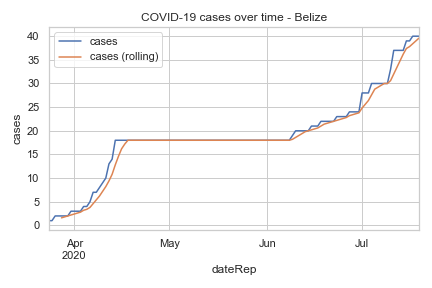 COVID-19 cases over time - Belize
cases
cases (rolling)
40
35
30
25
20
15
10
5
0
cases
Apr
2020
May
Jun
Jul
dateRep